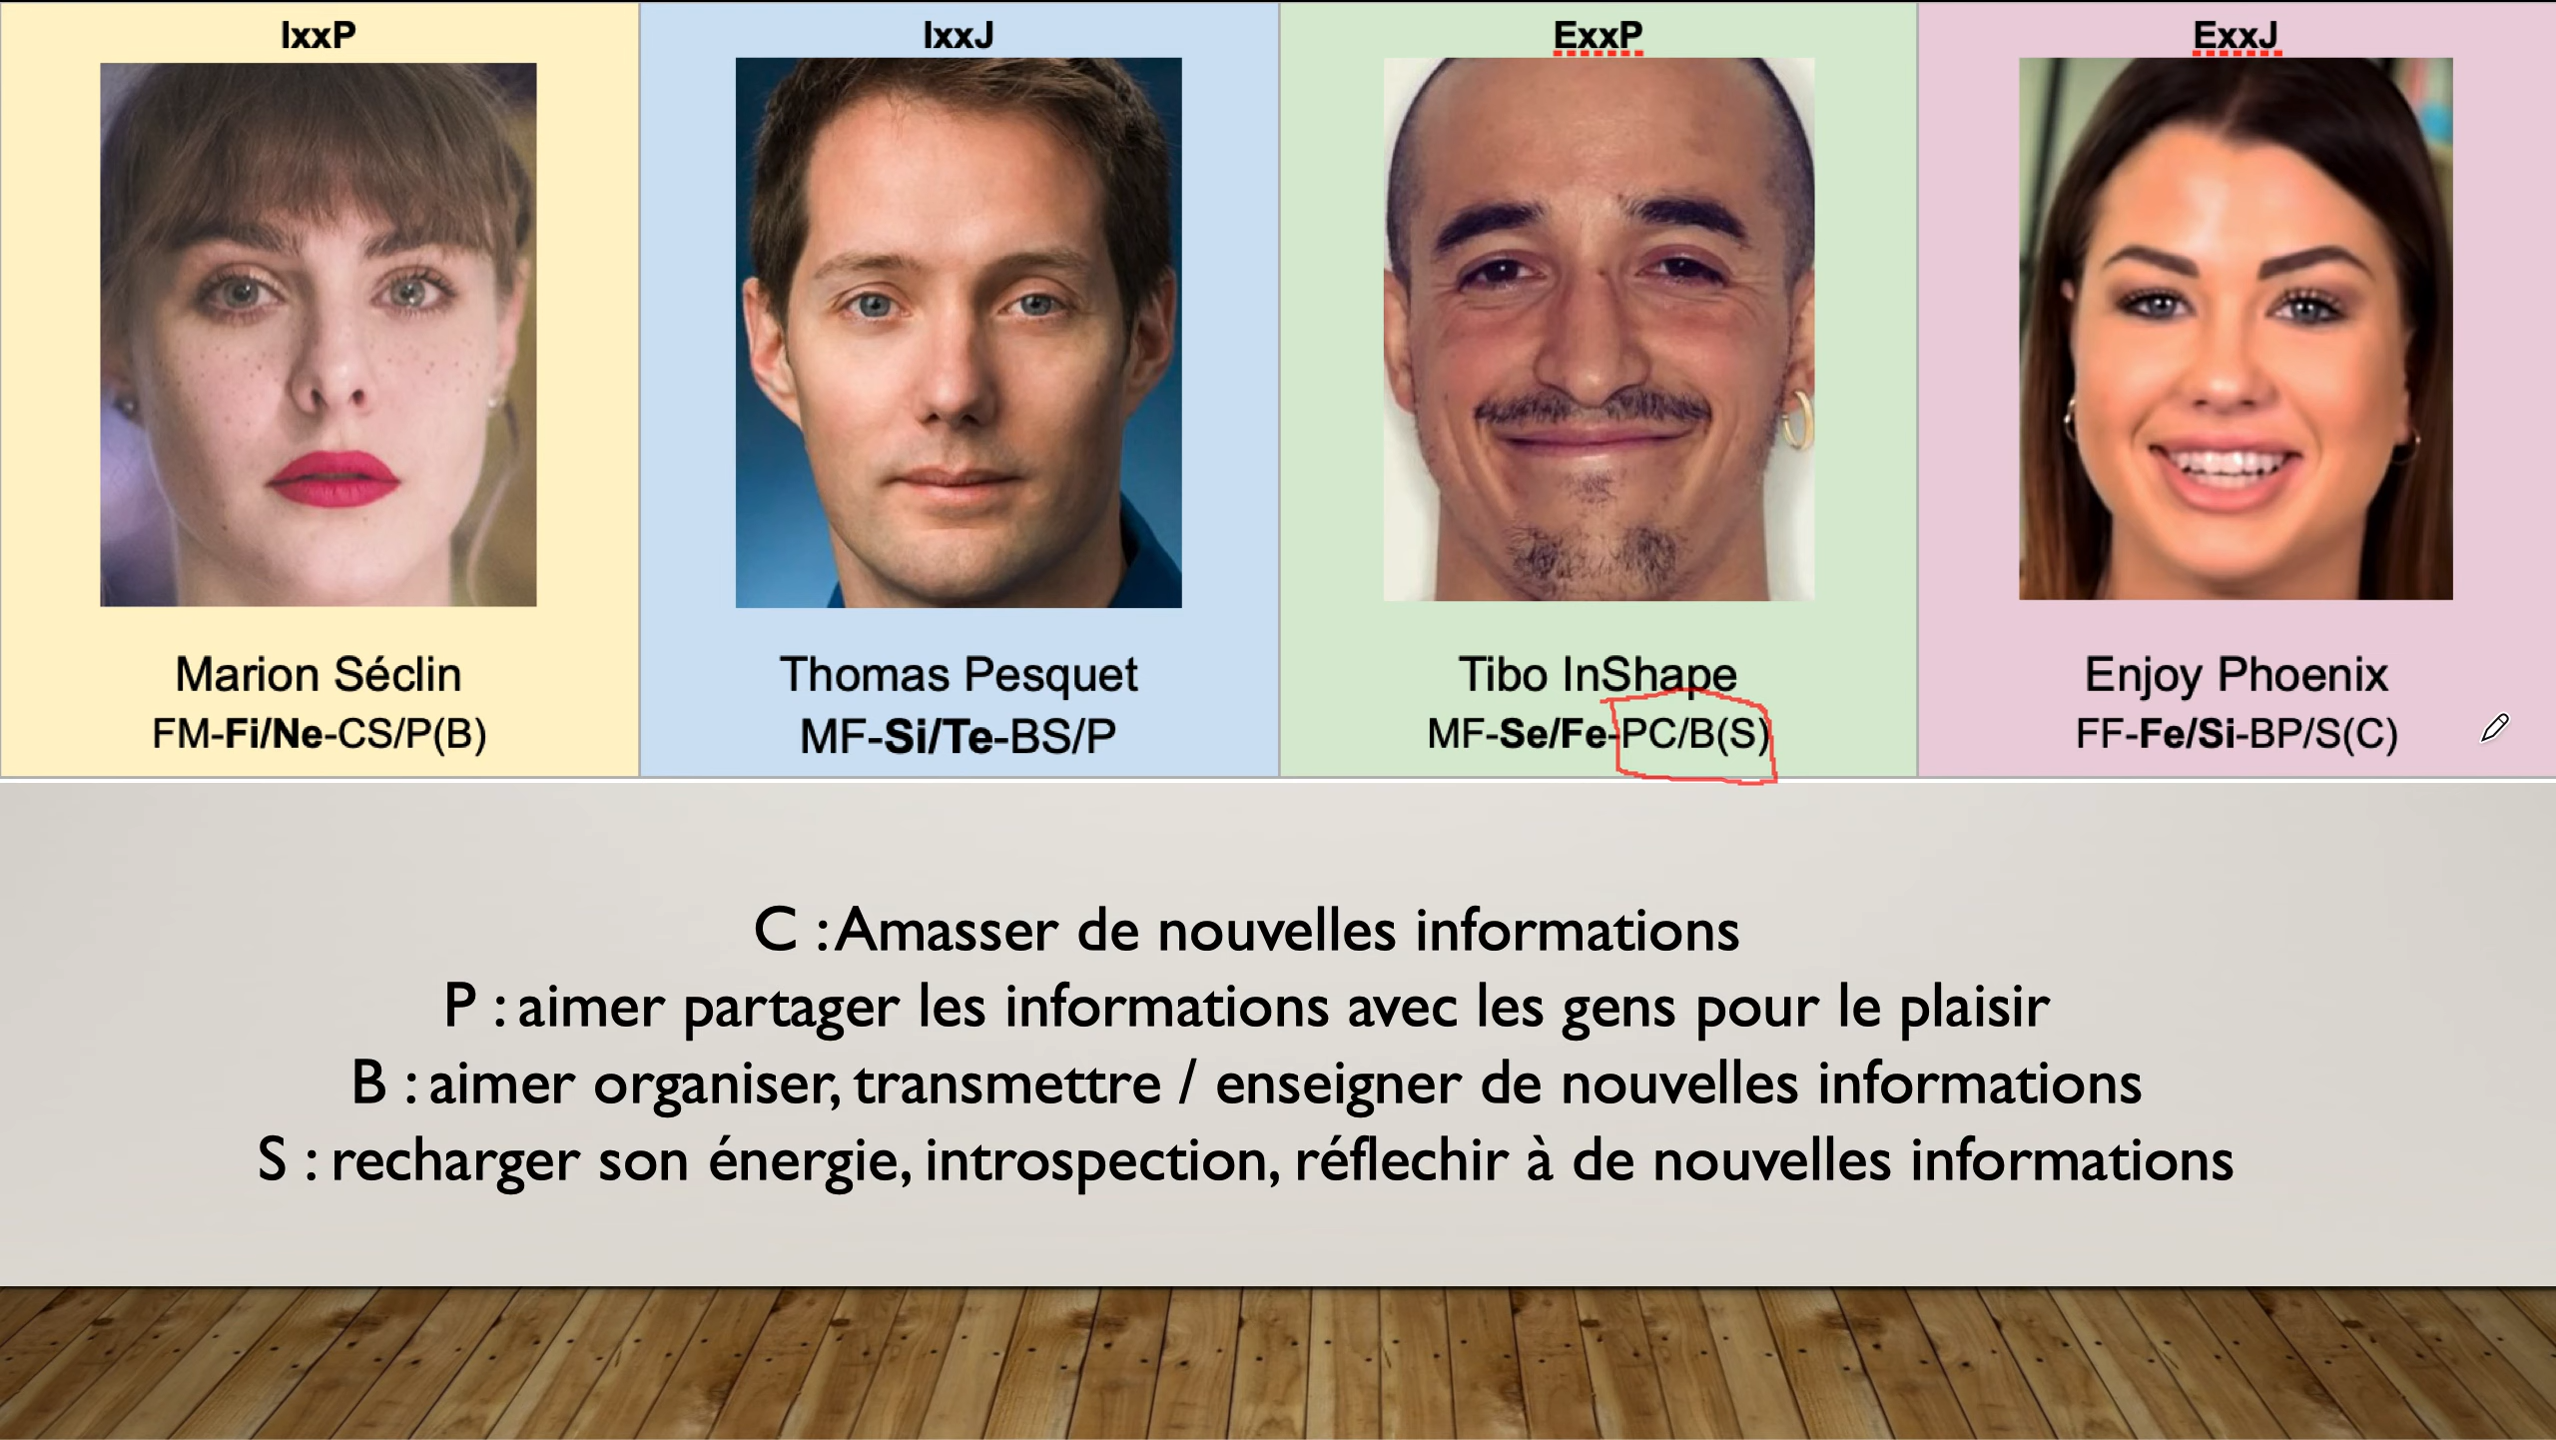 IxxP
IxxJ
ExxP
ExxJ
Marion Séclin
Thomas Pesquet
Tibo InShape
Enjoy Phoenix
FM-Fi/Ne-CS/P(B)
MF-Si/Te-BS/P
MF-Se/Fe-PC/B(S)
FF-Fe/Si-BP/S(C)
C : Amasser de nouvelles informations
P : aimer partager les informations avec les gens pour le plaisir
B : aimer organiser, transmettre / enseigner de nouvelles informations
S : recharger son énergie, introspection, réflechir à de nouvelles informations